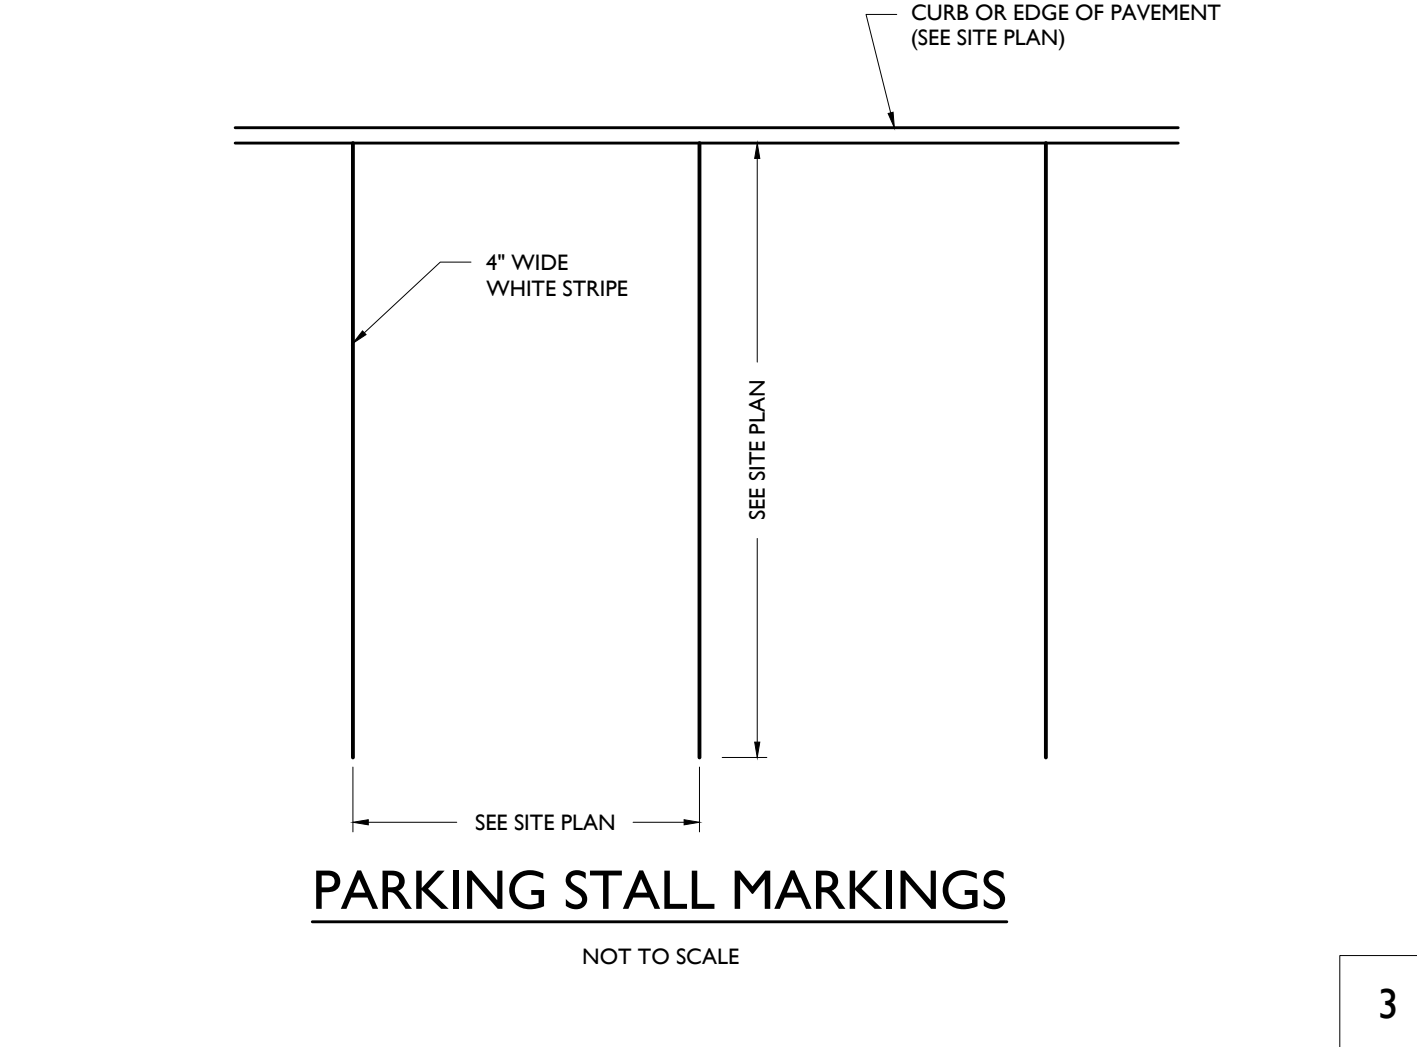 CURB OR EDGE OF PAVEMENT
(SEE SITE PLAN)
4" WIDE
WHITE STRIPE
SEE SITE PLAN
SEE SITE PLAN
PARKING STALL MARKINGS
NOT TO SCALE
3